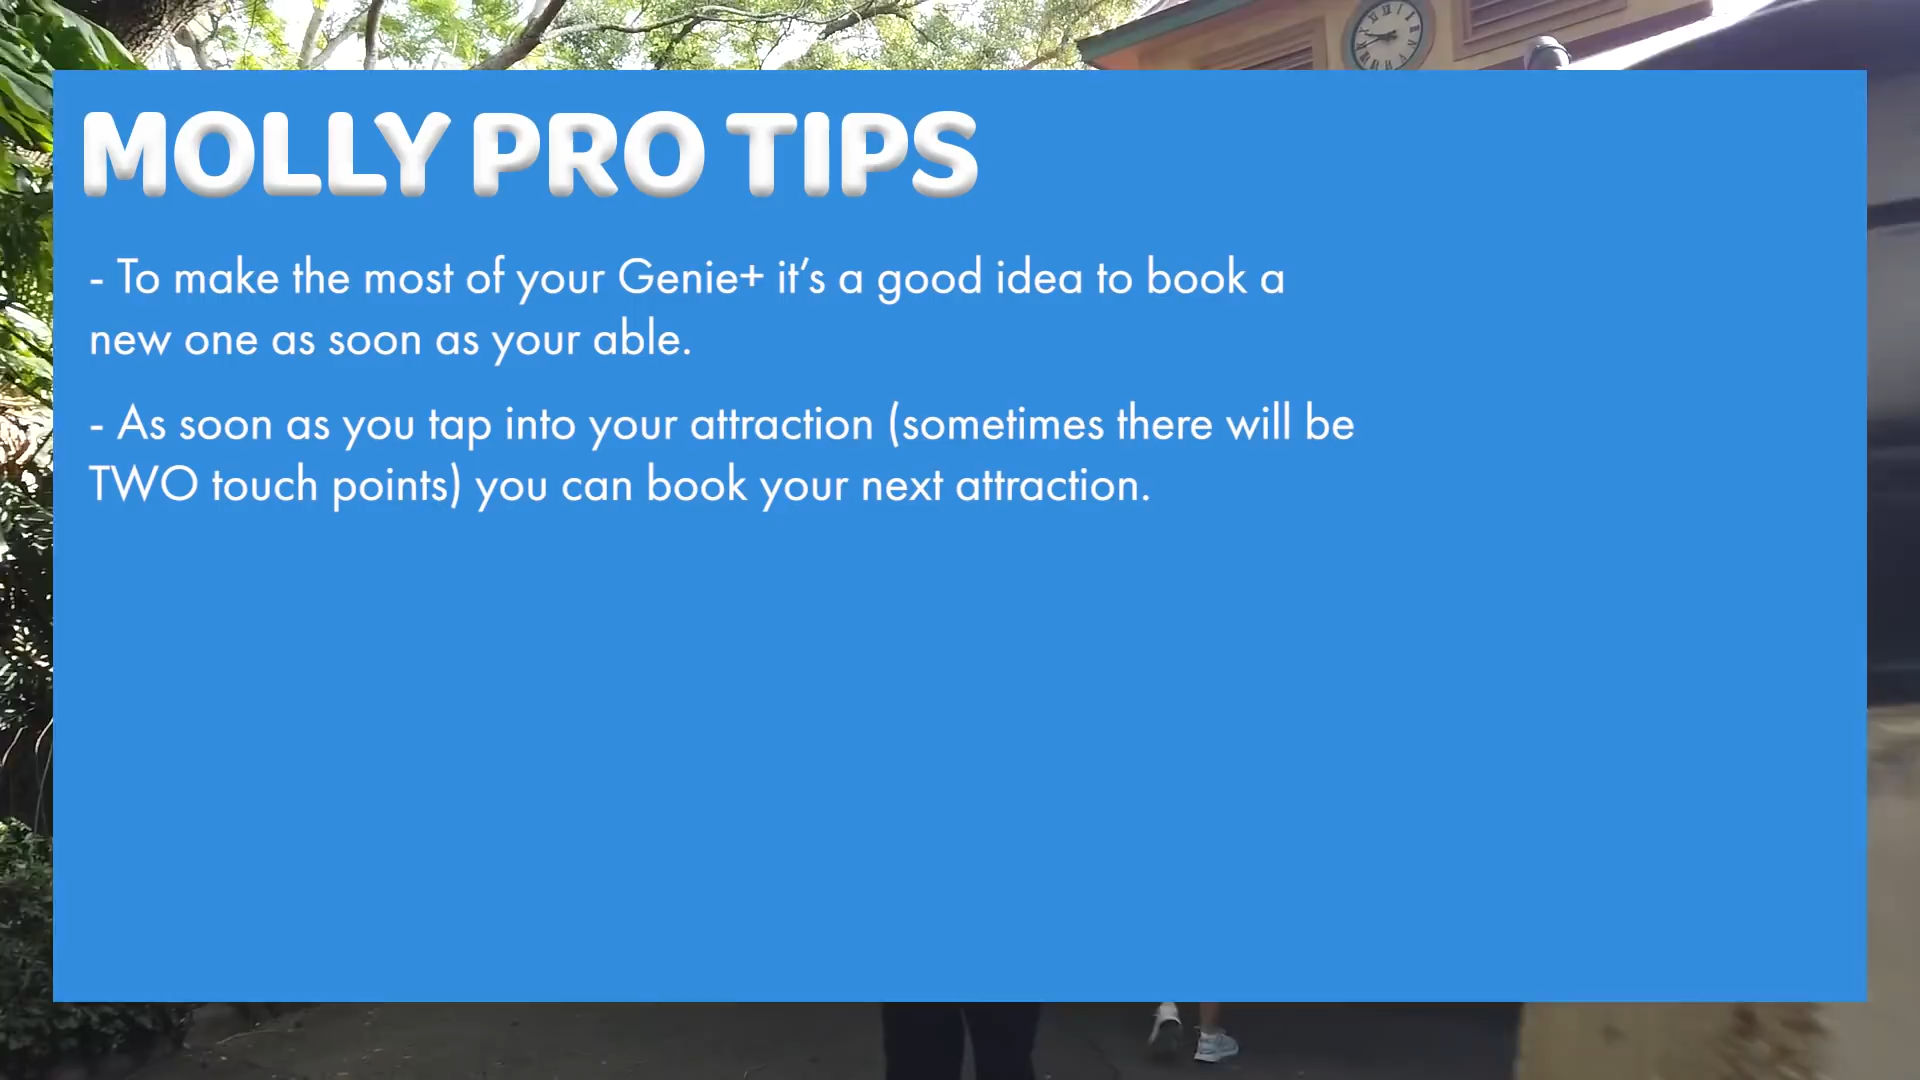 MOLLY PRO TIPS
- To make the most of your Genie+ it's a good idea to book a
new one as soon as your able.
- As soon as you tap into your attraction (sometimes there will be
TWO touch points) you can book your next attraction.